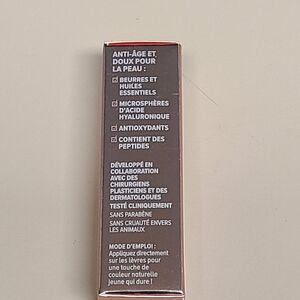 ANTI-ÂGE ET
DOUX POUR
LA PEAU :
BEURRES ET
HUILES
ESSENTIELS
MICROSPHÈRES
D'ACIDE
HYALURONIQUE
ANTIOXYDANTS
CONTIENT DES
PEPTIDES
DÉVELOPPÉ EN
COLLABORATION
AVEC DES
CHIRURGIENS
PLASTICIENS ET DES
DERMATOLOGUES
TESTÉ CLINIQUEMENT
SANS PARABÈNE
SANS CRUAUTÉ ENVERS
LES ANIMAUX
MODE D'EMPLOI :
Appliquez directement
sur les lèvres pour
une touche de
couleur naturelle
jeune qui dure !